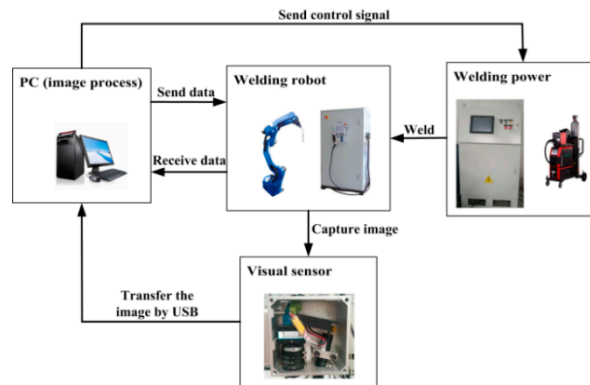 Send control signal
PC (image process)
Send data
Receive data
Welding robot
Weld
Welding power
Capture image
Visual sensor
Transfer the
image by USB